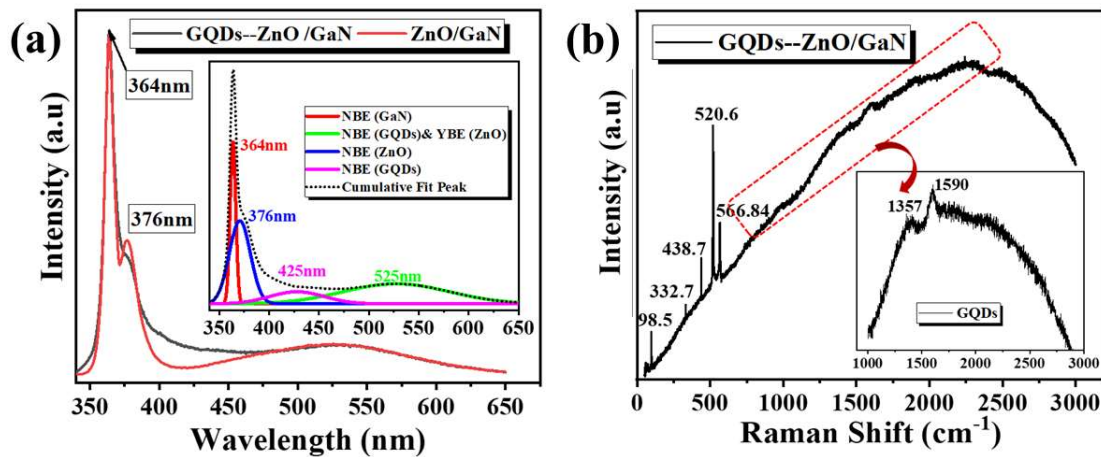 (a)
GQDs--ZnO /GaN
ZnO/GaN
364nm
376nm
NBE (GaN)
NBE (GQDs)& YBE (ZnO)
NBE (ZnO)
NBE (GQDs)
Cumulative Fit Peak
364nm
376nm
425nm
525nm
350 400 450 500 550 600 650
Intensity (a.u)
350 400 450 500 550 600 650
Wavelength (nm)
(b)
GQDs--ZnO/GaN
520.6
566.84
438.7
332.7
98.5
1590
1357
GQDs
1000 1500 2000 2500 3000
Intensity (a.u)
0 500 1000 1500 2000 2500 3000
Raman Shift (cm⁻¹)